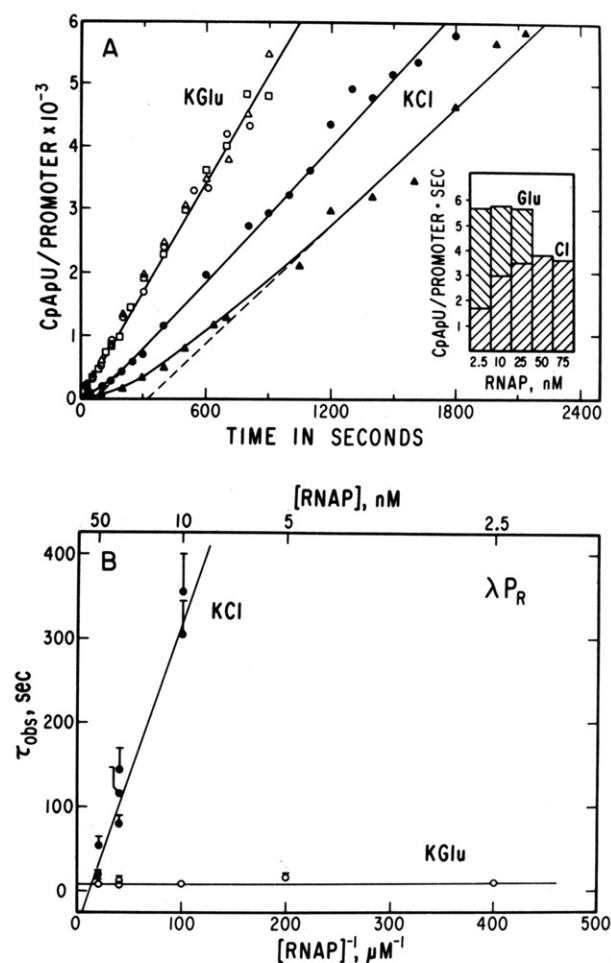 A
CpApU/PROMOTER x 10⁻³
6
5
4
3
2
1
0
KGlu
KCl
0 600 1200 1800 2400
TIME IN SECONDS
CpApU/PROMOTER • SEC
6
5
4
3
2
1
Glu
Cl
2.5 10 25 50 75
RNAP, nM
[RNAP], nM
50 10 5 2.5
B
λPR
τobs, sec
400
300
200
100
0
KCl
KGlu
0 100 200 300 400 500
[RNAP]⁻¹, µM⁻¹